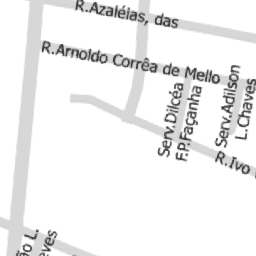 R.Azaléias, das
R.Arnoldo Corrêa de Mello
Serv.Dilcéa
F.P.Façanha
Serv.Adilson
L.Chaves
R.Ivo
L.